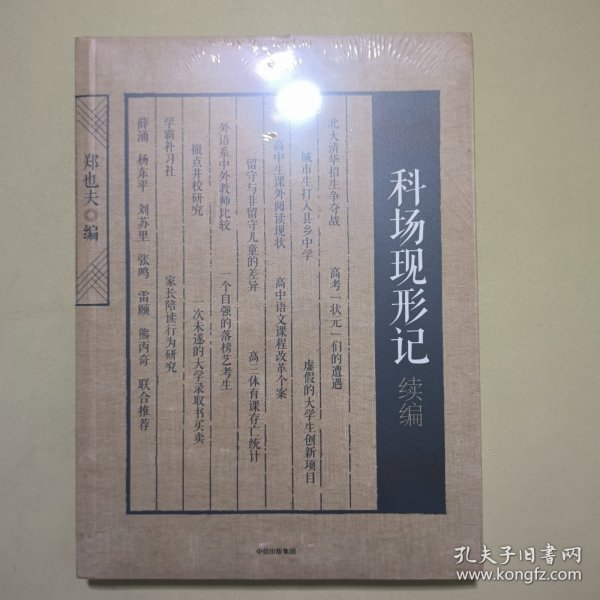 科场现形记
续编
北大清华招生争夺战 高考「状元」们的遭遇
城市生打入县乡中学 虚假的大学生创新项目
高中生课外阅读现状 高中语文课程改革个案
留守与非留守儿童的差异 高三体育课存亡统计
外语系中外教师比较 一个自强的落榜艺考生
撤点并校研究 一次未遂的大学录取书买卖
学霸补习社 家长陪读行为研究
薛涌 杨东平 刘苏里 张鸣 雷颐 熊丙奇 联合推荐
郑也夫◎编
中信出版集团
孔夫子旧书网
www.kongfz.com